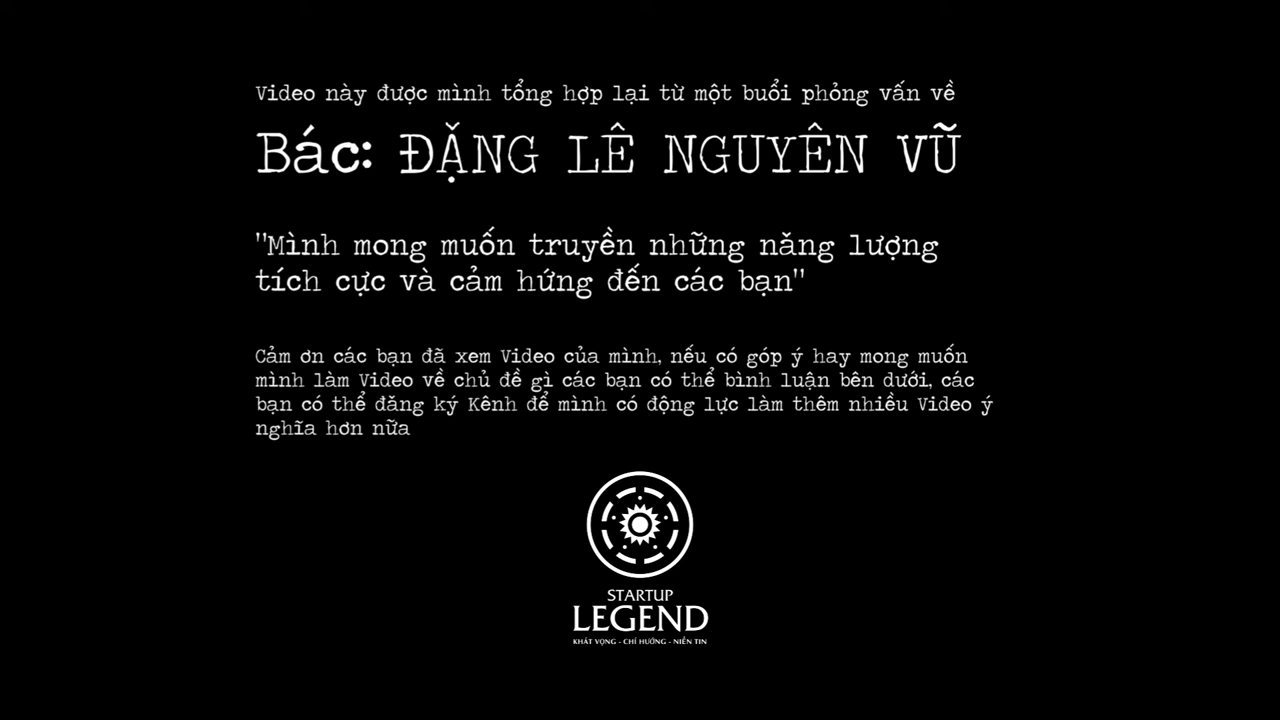 Video này được mình tổng hợp lại từ một buổi phỏng vấn về
Bác: ĐẶNG LÊ NGUYÊN VŨ
"Mình mong muốn truyền những năng lượng
tích cực và cảm hứng đến các bạn"
Cảm ơn các bạn đã xem Video của mình, nếu có góp ý hay mong muốn
mình làm Video về chủ đề gì các bạn có thể bình luận bên dưới, các
bạn có thể đăng ký Kênh để mình có động lực làm thêm nhiều Video ý
nghĩa hơn nữa
STARTUP
LEGEND
KHÁT VỌNG - CHÍ HƯỚNG - NIỀN TIN